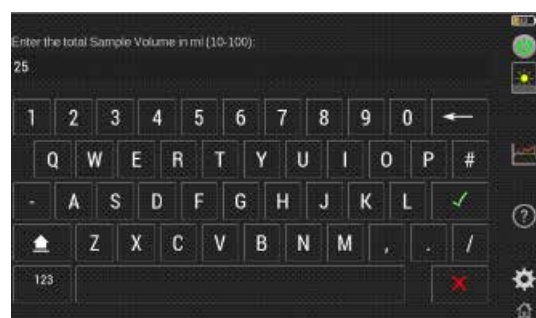 Enter the total Sample Volume in ml (10-100):
25
1 2 3 4 5 6 7 8 9 0
Q W E R T Y U I O P #
- A S D F G H J K L
Z X C V B N M , . /
123
?